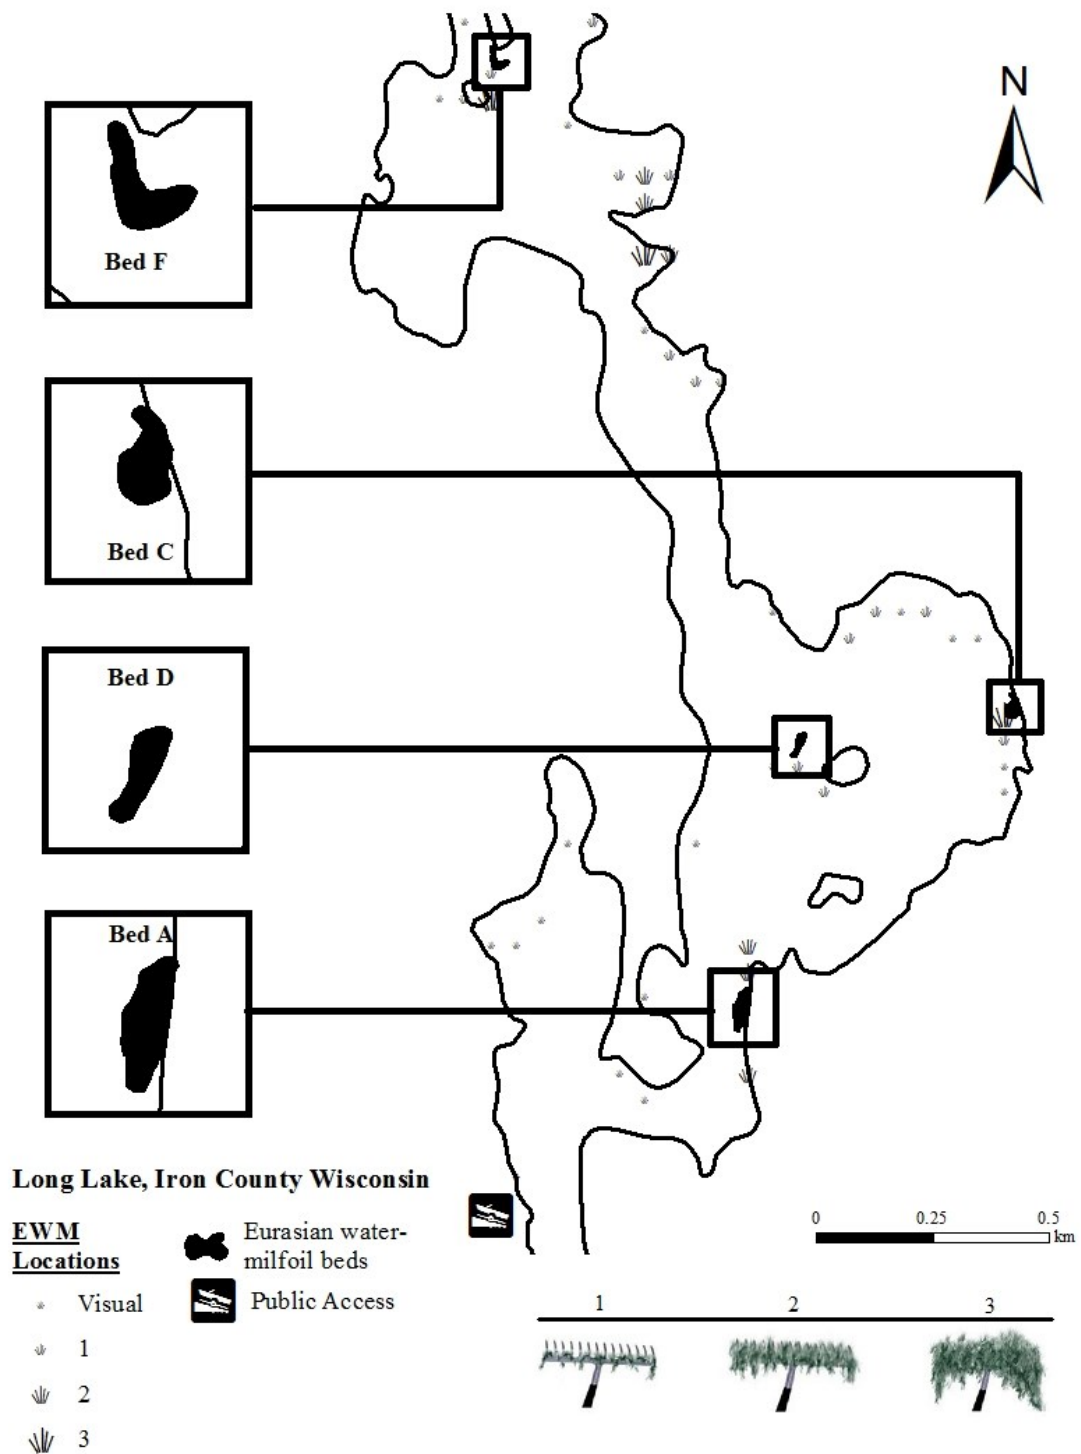 N
Bed F
Bed C
Bed D
Bed A
Long Lake, Iron County Wisconsin
EWM
Locations
Visual
1
2
3
Eurasian water-
milfoil beds
Public Access
0 0.25 0.5
km
1 2 3